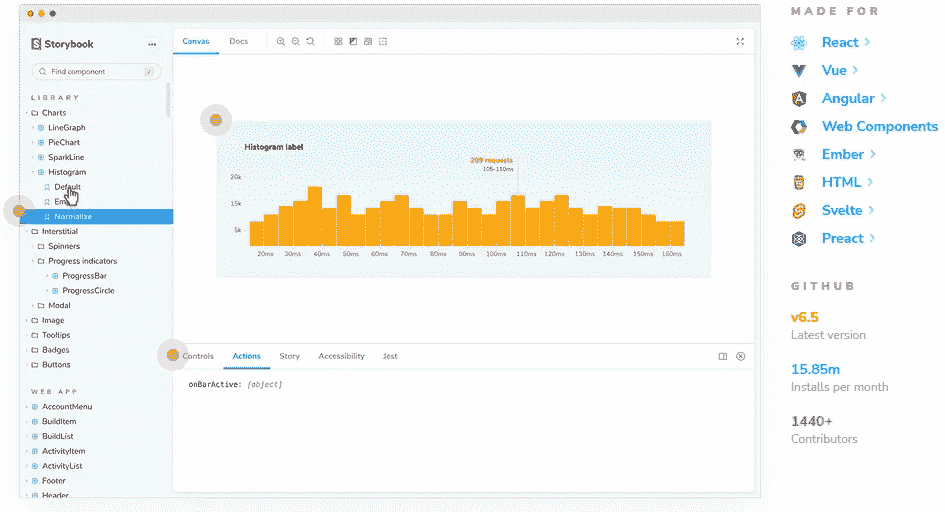 Storybook
Find component
/
LIBRARY
Charts
LineGraph
PieChart
SparkLine
Histogram
Default
Normalize
Interstitial
Spinners
Progress indicators
ProgressBar
ProgressCircle
Modal
Image
Tooltips
Badges
Buttons
WEB APP
AccountMenu
BuildItem
BuildList
ActivityItem
ActivityList
Footer
Header
Canvas Docs
Histogram label
209 requests
105-110ms
20k
15k
5k
20ms 30ms 40ms 50ms 60ms 70ms 80ms 90ms 100ms 110ms 120ms 130ms 140ms 150ms 160ms
Controls Actions Story Accessibility Jest
onBarActive: [object]
MADE FOR
React
Vue
Angular
Web Components
Ember
HTML
Svelte
Preact
GITHUB
v6.5
Latest version
15.85m
Installs per month
1440+
Contributors